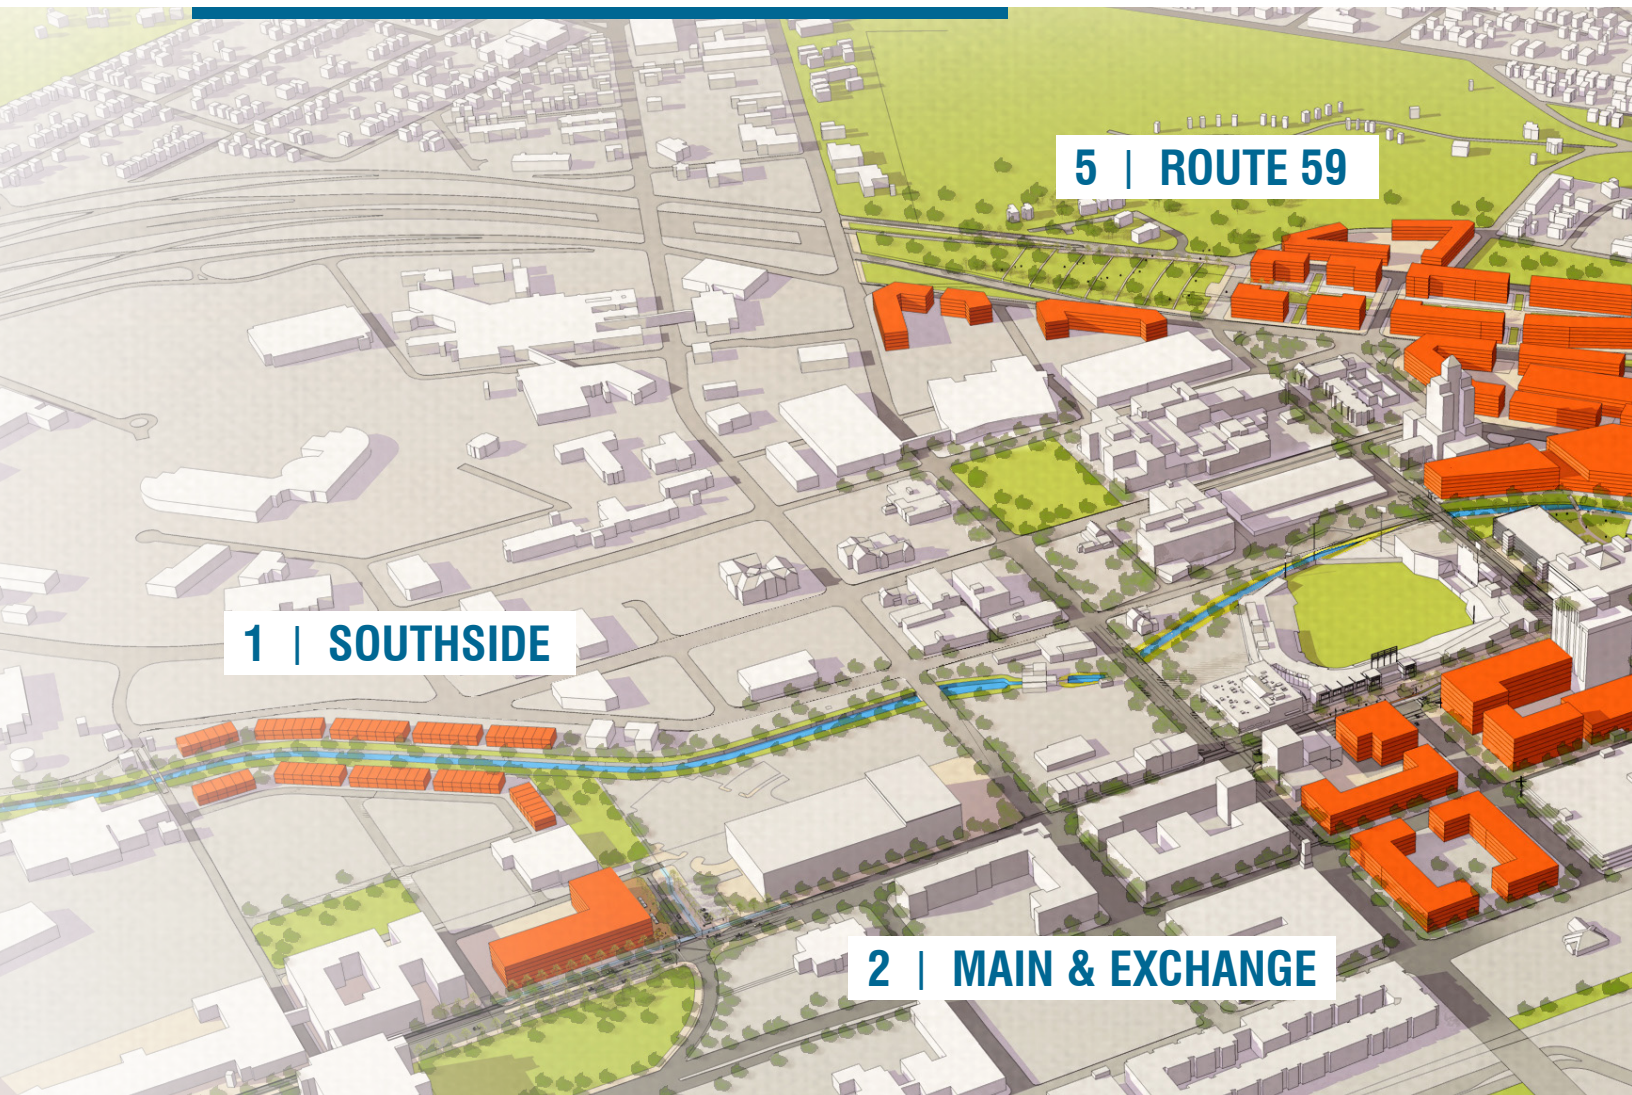 5 | ROUTE 59
1 | SOUTHSIDE
2 | MAIN & EXCHANGE